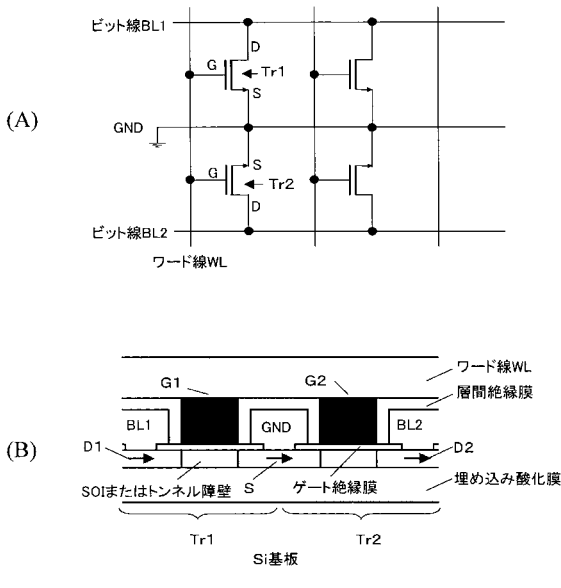 ビット線BL1
D
G
Tr1
S
(A)
GND
S
G
Tr2
D
ビット線BL2
ワード線WL
ワード線WL
G1
G2
層間絶縁膜
BL1
GND
BL2
(B)
D1
D2
SOIまたはトンネル障壁
S
ゲート絶縁膜
埋め込み酸化膜
Tr1
Tr2
Si基板